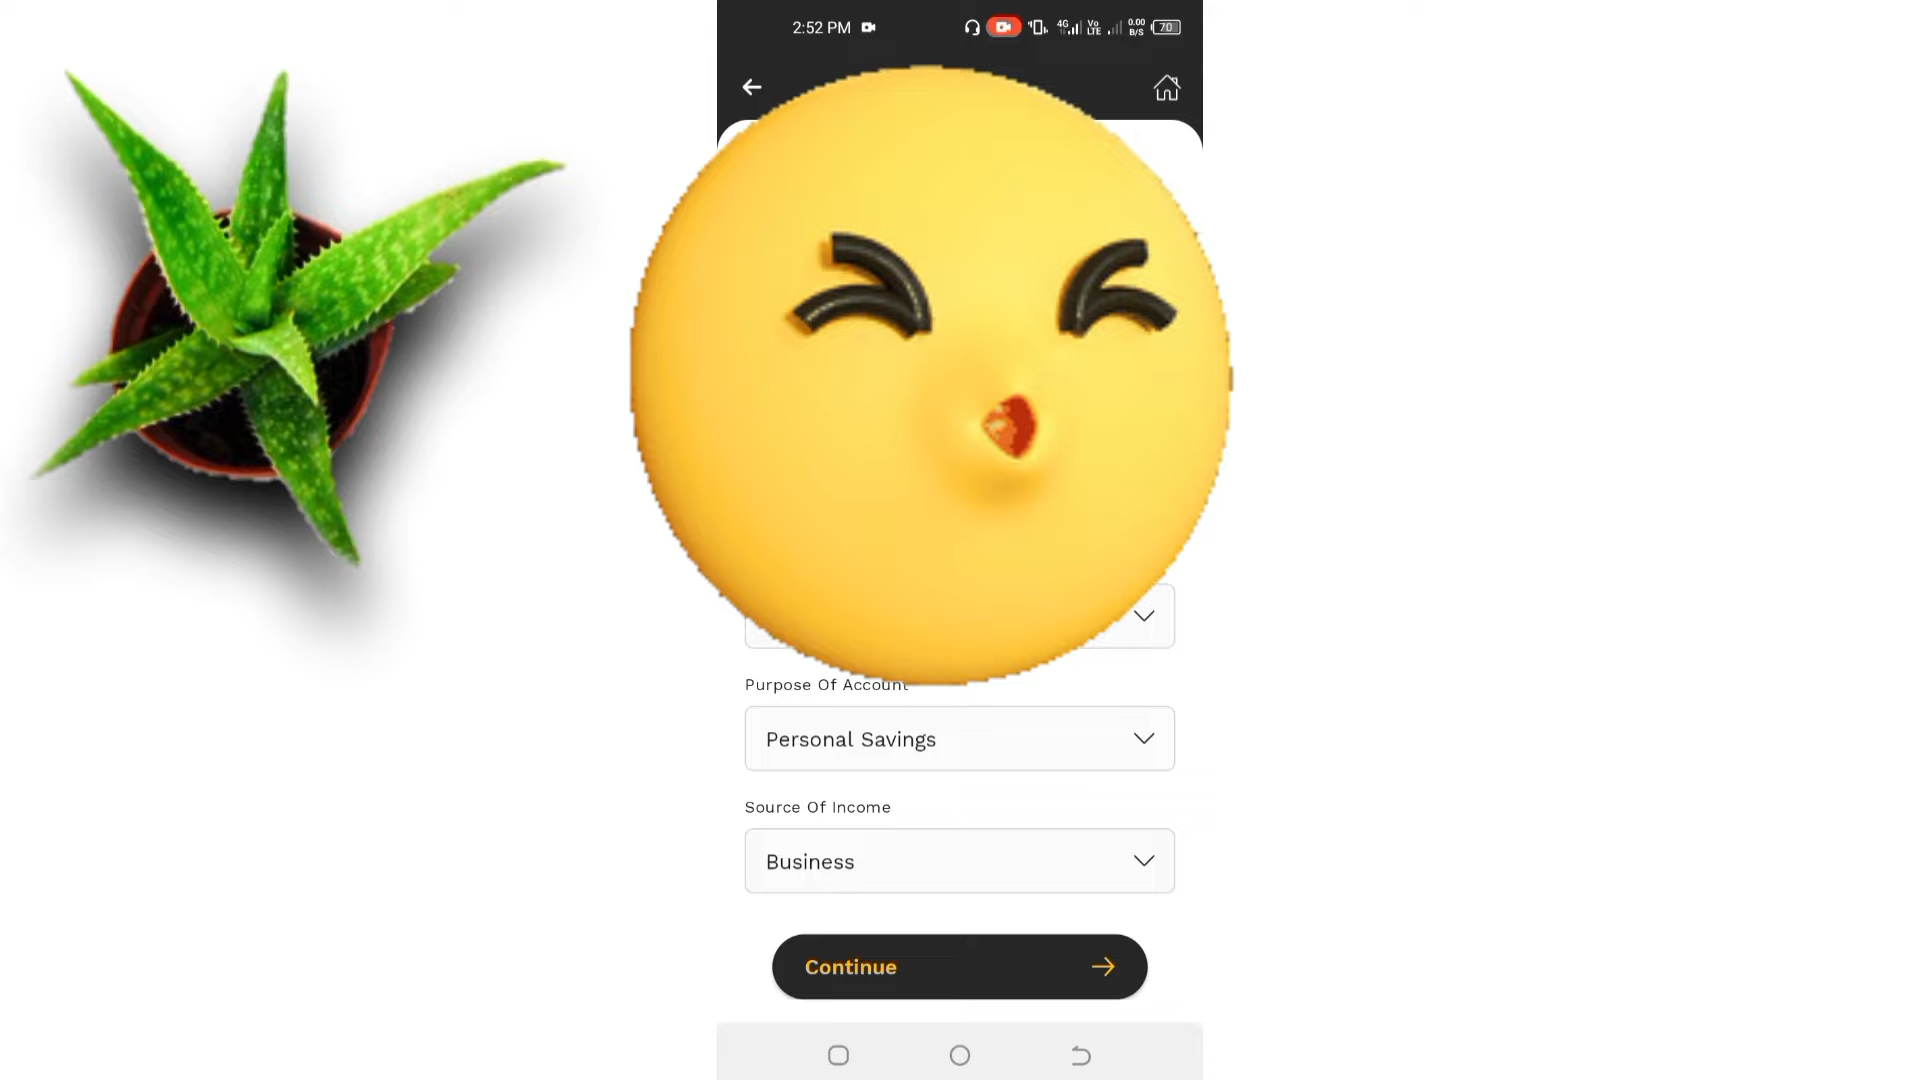 2:52 PM
4G
Vo
LTE
0.00
B/S
70
Purpose Of Account
Personal Savings
Source Of Income
Business
Continue